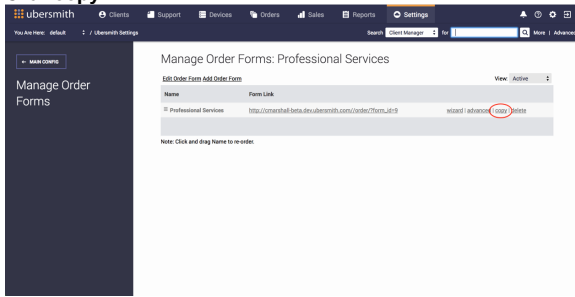 ubersmith Clients Support Devices Orders Sales Reports Settings
You Are Here: default / Ubersmith Settings Search Client Manager for More | Advanced
← MAIN CONFIG
Manage Order Forms
Manage Order Forms: Professional Services
Edit Order Form Add Order Form View: Active
Name Form Link
Professional Services http://cmarshall-beta.dev.ubersmith.com//order/?form_id=9 wizard | advanced | copy | delete
Note: Click and drag Name to re-order.